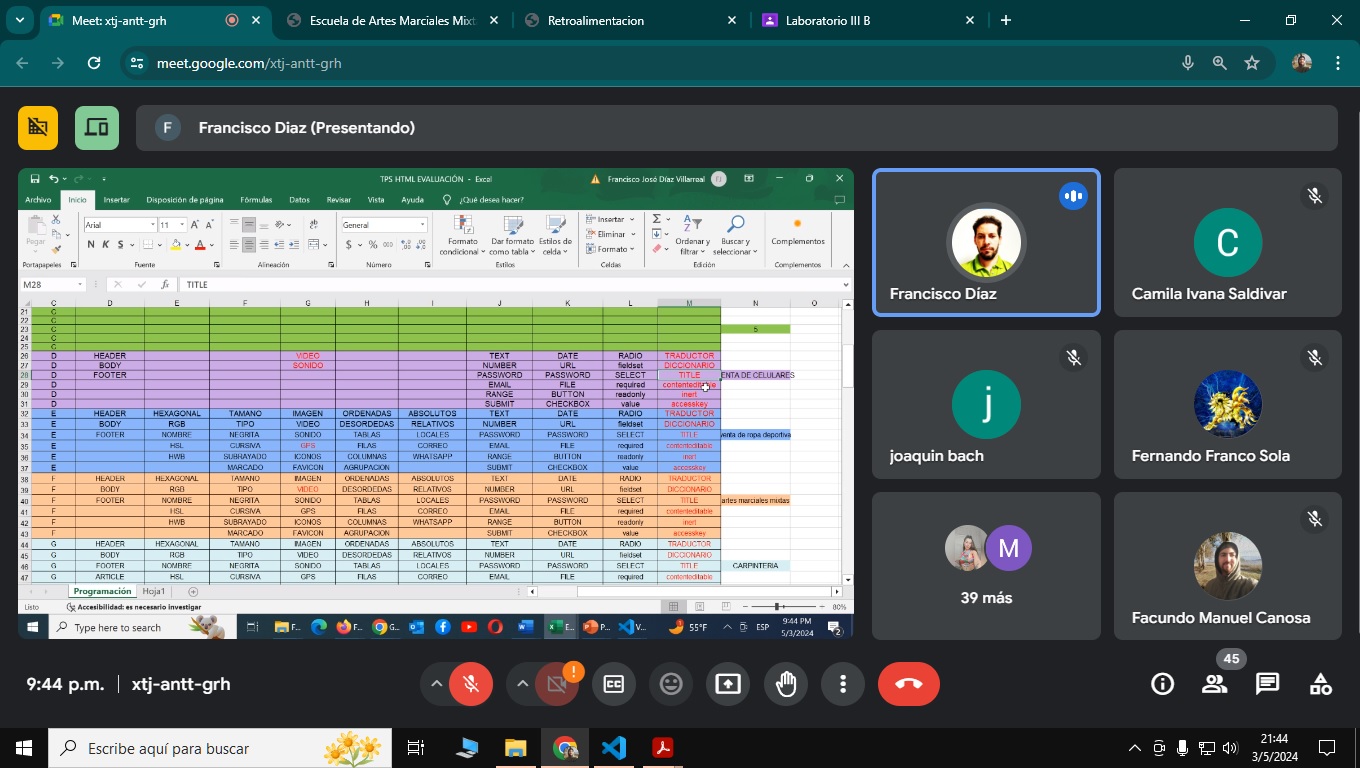 Meet: xtj-antt-grh
Escuela de Artes Marciales Mixt
Retroalimentacion
Laboratorio III B
meet.google.com/xtj-antt-grh
F Francisco Diaz (Presentando)
TPS HTML EVALUACIÓN - Excel
Francisco José Díaz Villarreal
Archivo Inicio Insertar Disposición de página Fórmulas Datos Revisar Vista Ayuda ¿Qué desea hacer?
Pegar
Arial 11
N K S
General
Formato condicional
Dar formato como tabla
Estilos de celda
Insertar
Eliminar
Formato
Ordenar y filtrar
Buscar y seleccionar
Complementos
Portapapeles Fuente Alineación Número Estilos Celdas Edición Complementos
M28 fx TITLE
C D E F G H I J K L M N O
21 C
22 C
23 C 5
24 C
25 C
26 D HEADER VIDEO TEXT DATE RADIO TRADUCTOR
27 D BODY SONIDO NUMBER URL fieldset DICCIONARIO
28 D FOOTER PASSWORD PASSWORD SELECT TITLE ENTA DE CELULARES
29 D EMAIL FILE required contenteditable
30 D RANGE BUTTON readonly inert
31 D SUBMIT CHECKBOX value accesskey
32 E HEADER HEXAGONAL TAMANO IMAGEN ORDENADAS ABSOLUTOS TEXT DATE RADIO TRADUCTOR
33 E BODY RGB TIPO VIDEO DESORDEDAS RELATIVOS NUMBER URL fieldset DICCIONARIO
34 E FOOTER NOMBRE NEGRITA SONIDO TABLAS LOCALES PASSWORD PASSWORD SELECT TITLE venta de ropa deportiva
35 E HSL CURSIVA GPS FILAS CORREO EMAIL FILE required contenteditable
36 E HWB SUBRAYADO ICONOS COLUMNAS WHATSAPP RANGE BUTTON readonly inert
37 E MARCADO FAVICON AGRUPACION SUBMIT CHECKBOX value accesskey
38 F HEADER HEXAGONAL TAMANO IMAGEN ORDENADAS ABSOLUTOS TEXT DATE RADIO TRADUCTOR
39 F BODY RGB TIPO VIDEO DESORDEDAS RELATIVOS NUMBER URL fieldset DICCIONARIO
40 F FOOTER NOMBRE NEGRITA SONIDO TABLAS LOCALES PASSWORD PASSWORD SELECT TITLE artes marciales mixtas
41 F HSL CURSIVA GPS FILAS CORREO EMAIL FILE required contenteditable
42 F HWB SUBRAYADO ICONOS COLUMNAS WHATSAPP RANGE BUTTON readonly inert
43 F MARCADO FAVICON AGRUPACION SUBMIT CHECKBOX value accesskey
44 G HEADER HEXAGONAL TAMANO IMAGEN ORDENADAS ABSOLUTOS TEXT DATE RADIO TRADUCTOR
45 G BODY RGB TIPO VIDEO DESORDEDAS RELATIVOS NUMBER URL fieldset DICCIONARIO
46 G FOOTER NOMBRE NEGRITA SONIDO TABLAS LOCALES PASSWORD PASSWORD SELECT TITLE CARPINTERIA
47 G ARTICLE HSL CURSIVA GPS FILAS CORREO EMAIL FILE required contenteditable
Programación Hoja1
Listo Accesibilidad: es necesario investigar 80%
Type here to search
55°F ESP 9:44 PM
5/3/2024
2
Francisco Díaz
C
Camila Ivana Saldivar
j
joaquin bach
Fernando Franco Sola
M
39 más
Facundo Manuel Canosa
9:44 p.m. xtj-antt-grh
45
Escribe aquí para buscar
21:44
3/5/2024